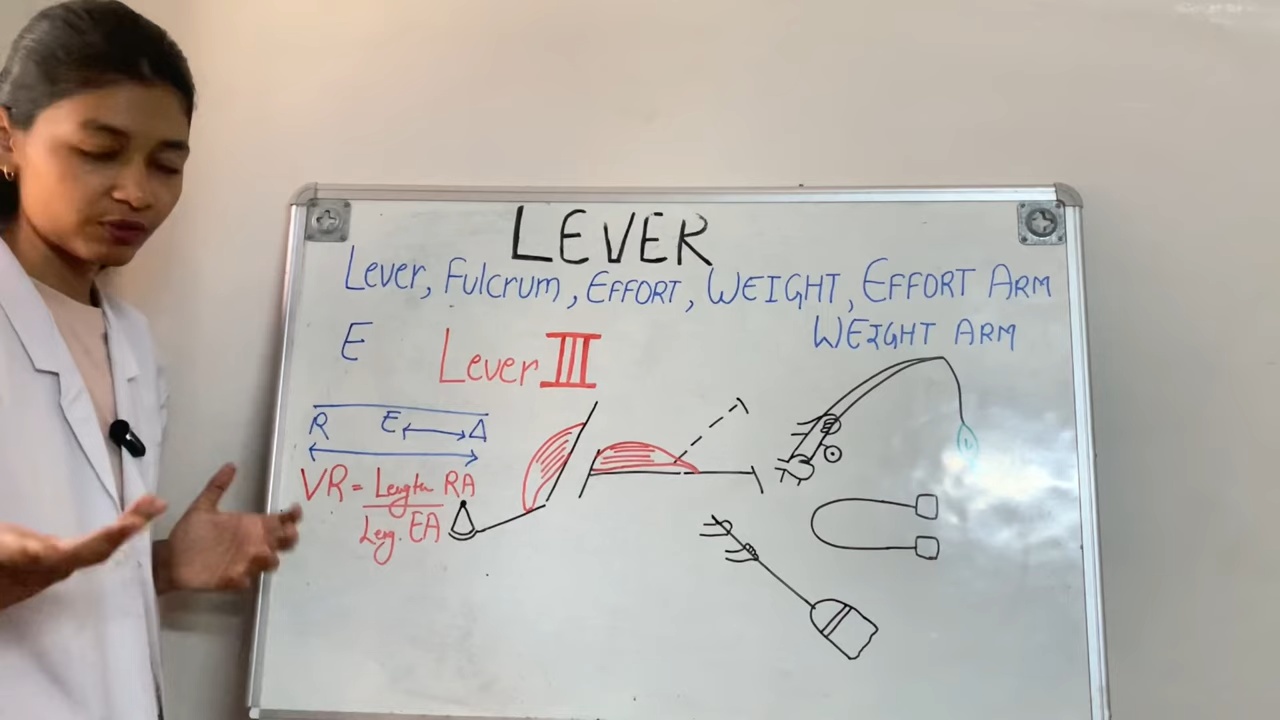 LEVER
Lever, Fulcrum, EFFORT, WEIGHT, EFFORT ARM
WEIGHT ARM
E
Lever III
R E Δ
VR = Length RA
Leng. EA